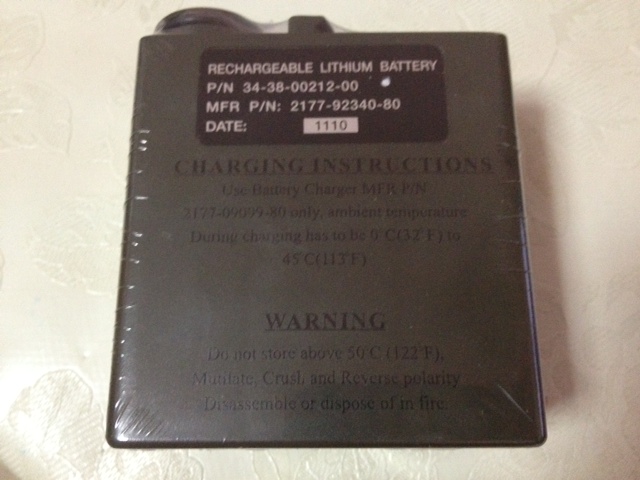 RECHARGEABLE LITHIUM BATTERY
P/N 34-38-00212-00
MFR P/N: 2177-92340-80
DATE: 1110
CHARGING INSTRUCTIONS
Use Battery Charger MFR P/N
2177-09099-80 only, ambient temperature
During charging has to be 0°C(32°F) to
45°C(113°F)
WARNING
Do not store above 50°C (122°F),
Mutilate, Crush and Reverse polarity
Disassemble or dispose of in fire.